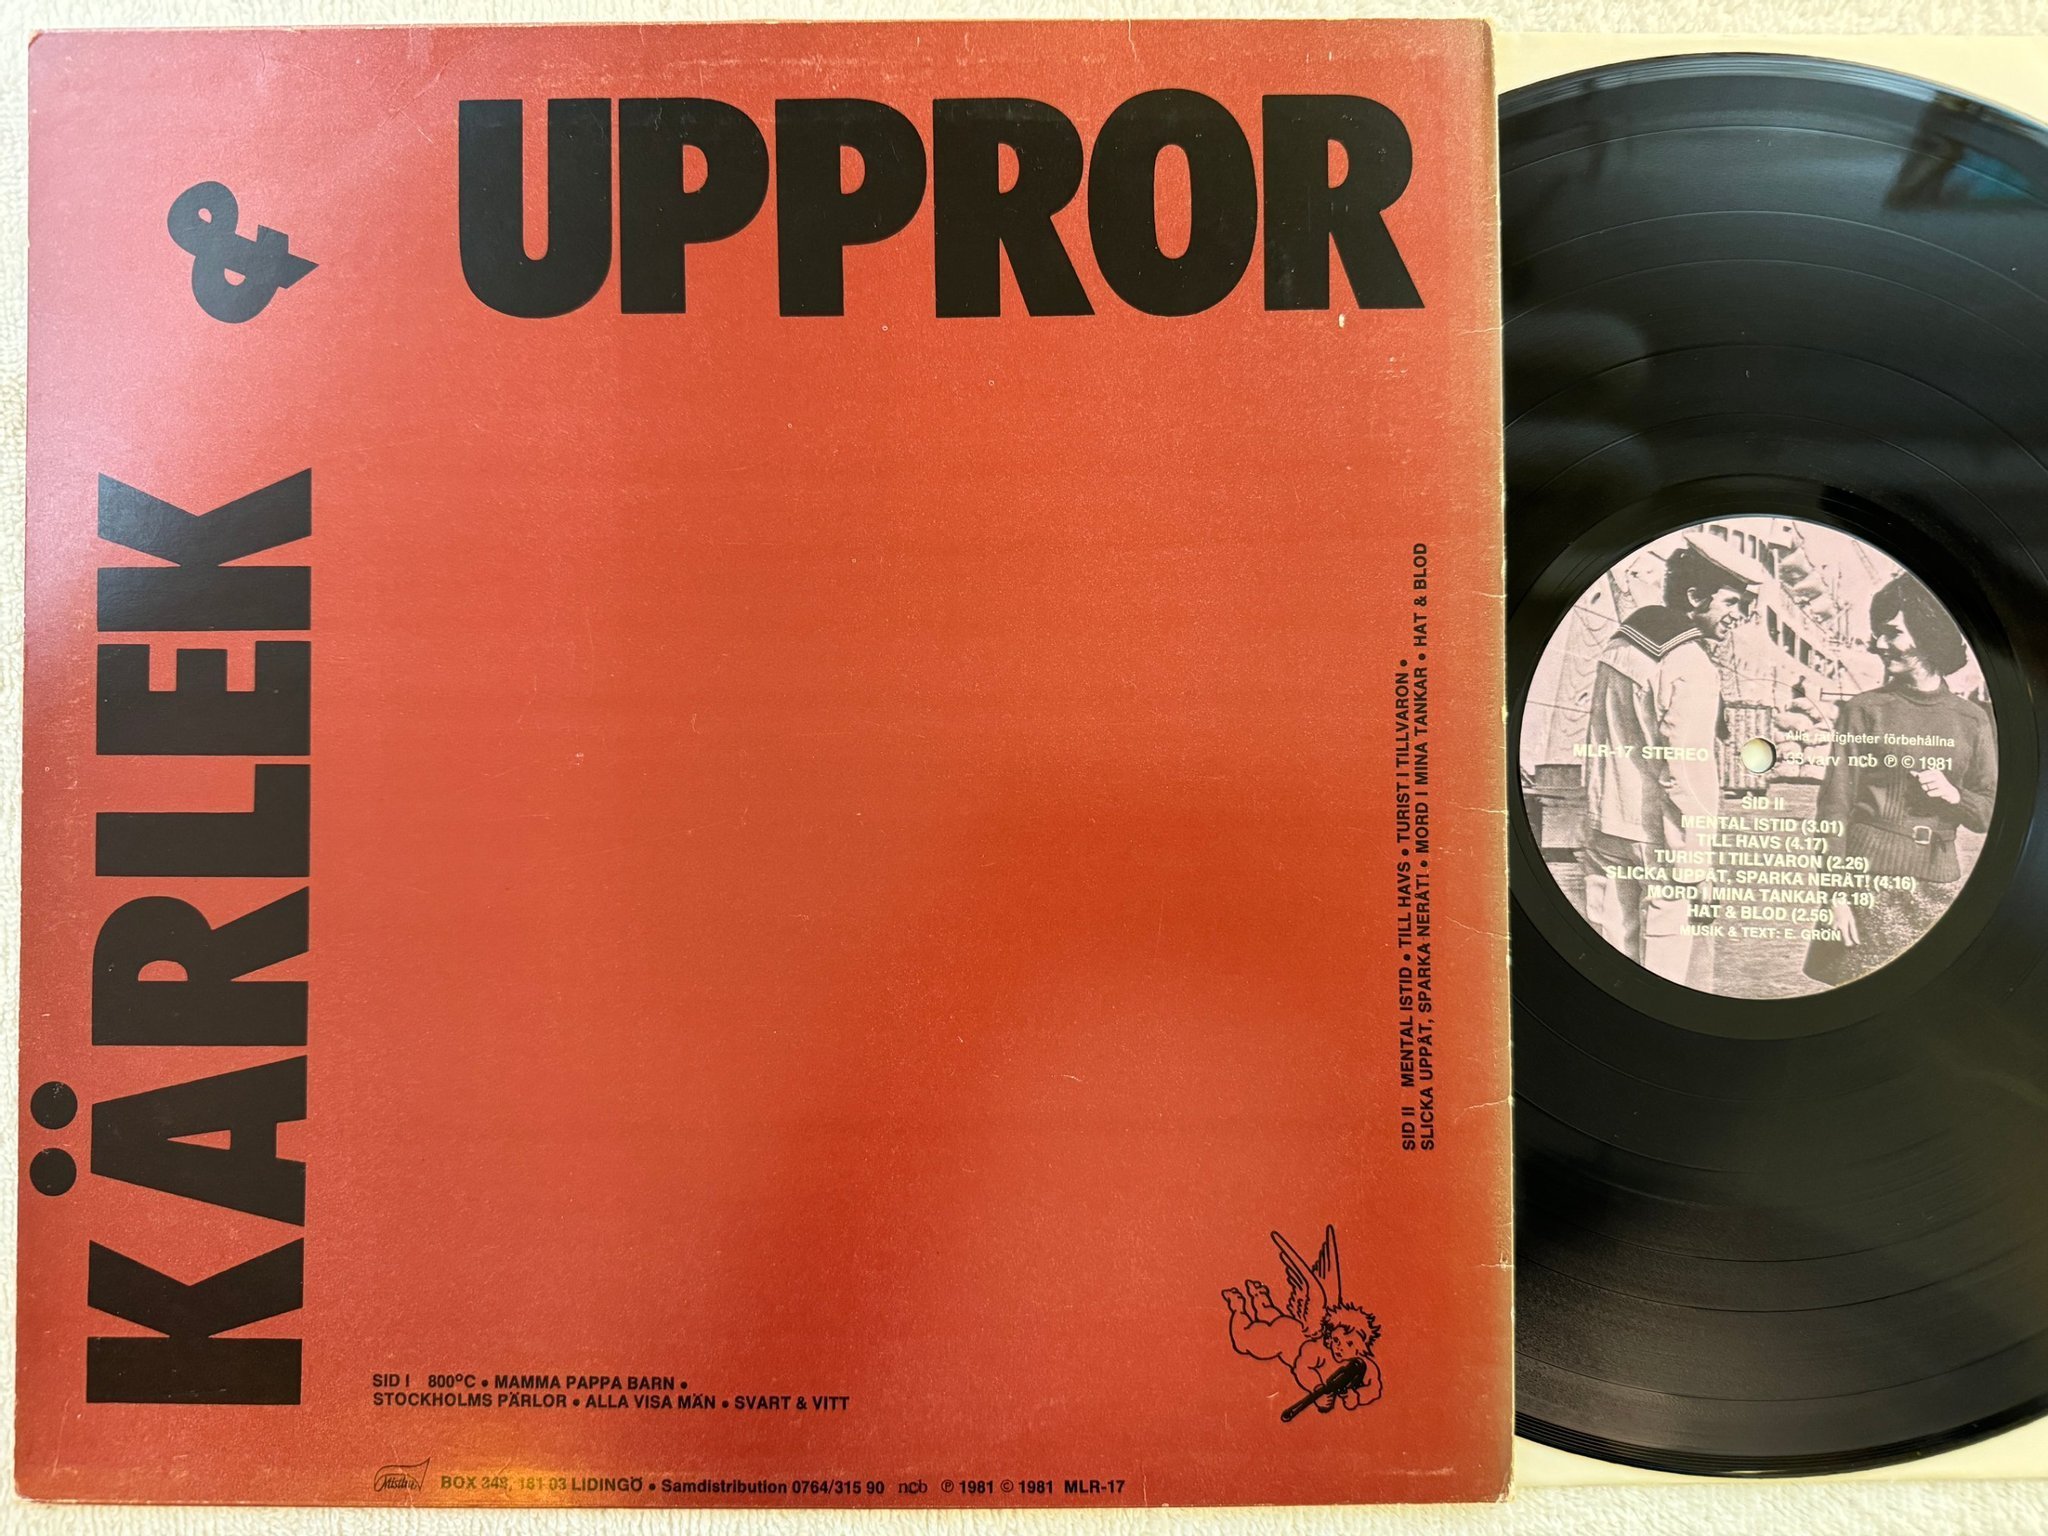 KÄRLEK
&
UPPROR
SID II MENTAL ISTID • TILL HAVS • TURIST I TILLVARON •
SLICKA UPPÅT, SPARKA NERÅT! • MORD I MINA TANKAR • HAT & BLOD
SID I 800°C • MAMMA PAPPA BARN •
STOCKHOLMS PÄRLOR • ALLA VISA MÄN • SVART & VITT
Mistlur BOX 348, 181 03 LIDINGÖ • Samdistribution 0764/315 90 ncb ℗ 1981 © 1981 MLR-17
MLR-17 STEREO
Alla rättigheter förbehållna
33 varv ncb ℗ © 1981
SID II
MENTAL ISTID (3.01)
TILL HAVS (4.17)
TURIST I TILLVARON (2.26)
SLICKA UPPÅT, SPARKA NERÅT! (4.16)
MORD I MINA TANKAR (3.18)
HAT & BLOD (2.56)
MUSIK & TEXT: E. GRÖN